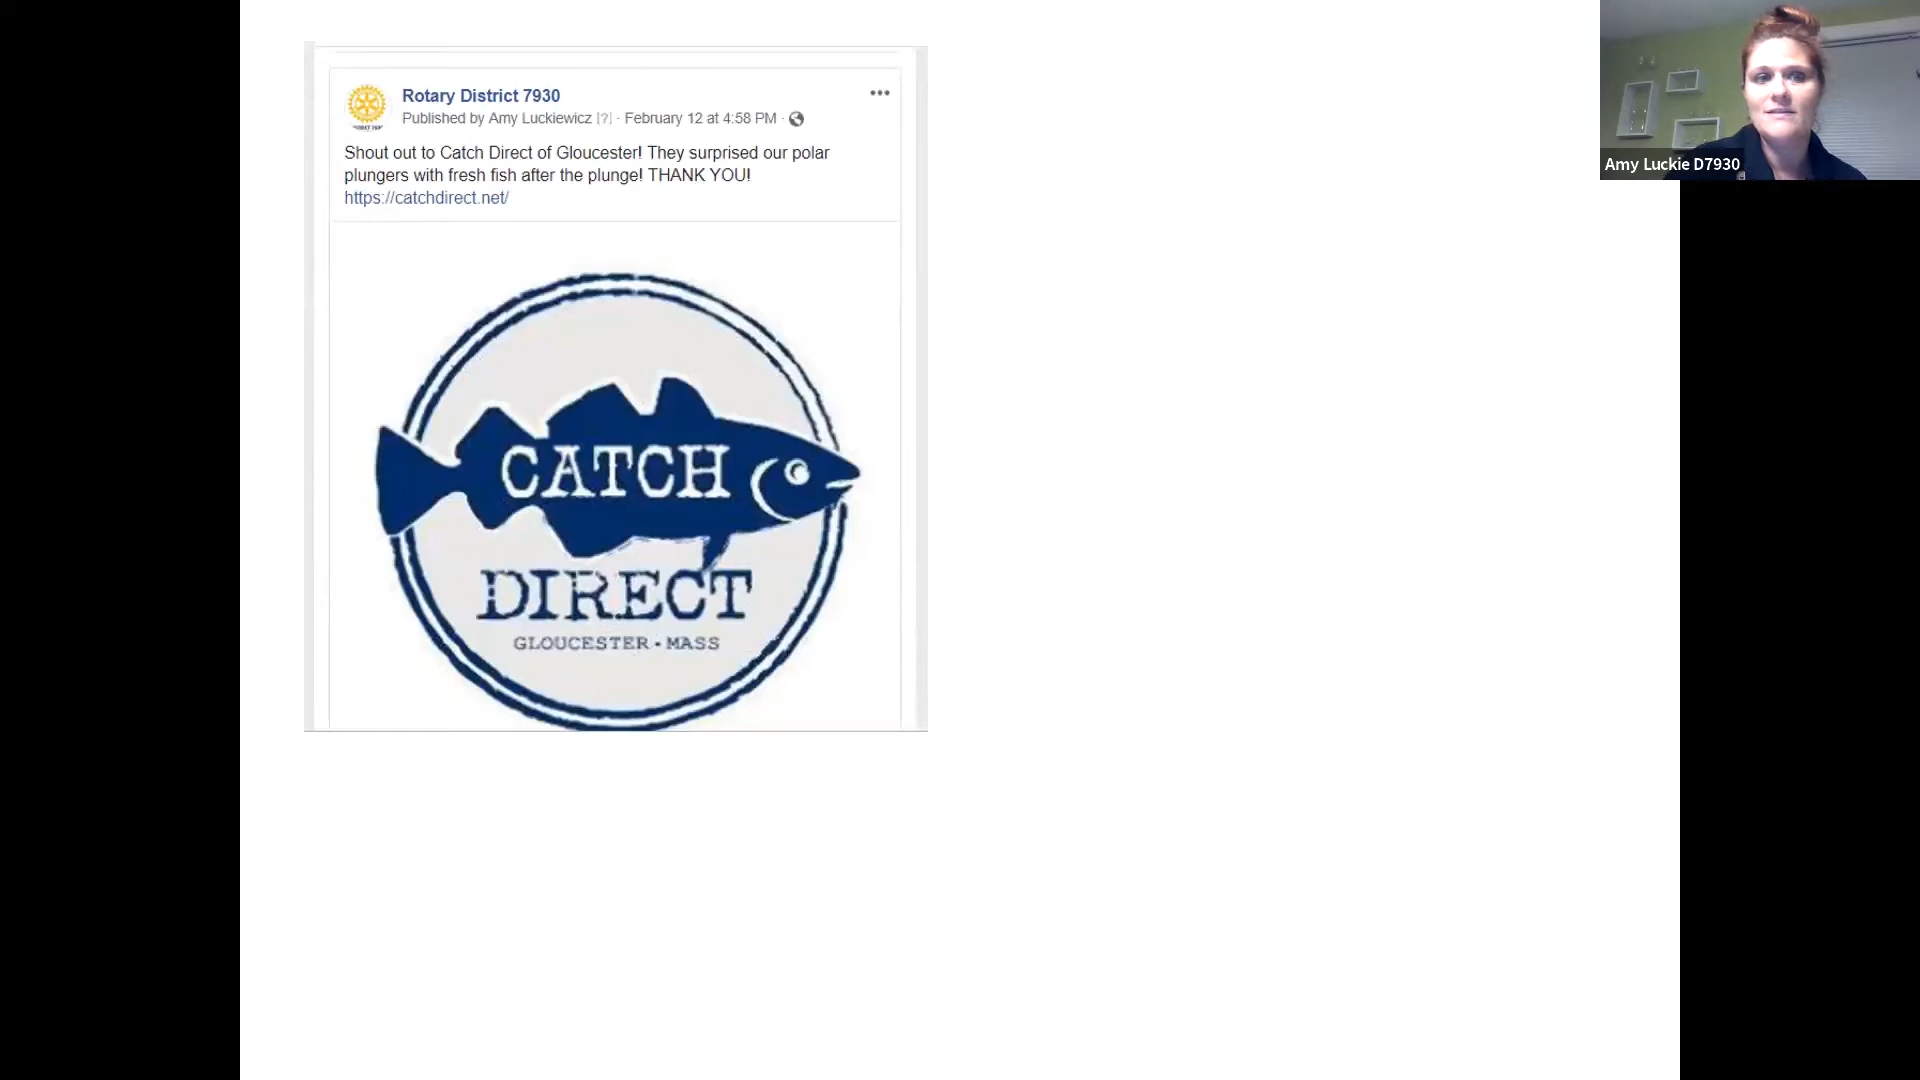 Rotary District 7930
Published by Amy Luckiewicz [?] · February 12 at 4:58 PM ·
Shout out to Catch Direct of Gloucester! They surprised our polar
plungers with fresh fish after the plunge! THANK YOU!
https://catchdirect.net/
CATCH
DIRECT
GLOUCESTER • MASS
Amy Luckie D7930